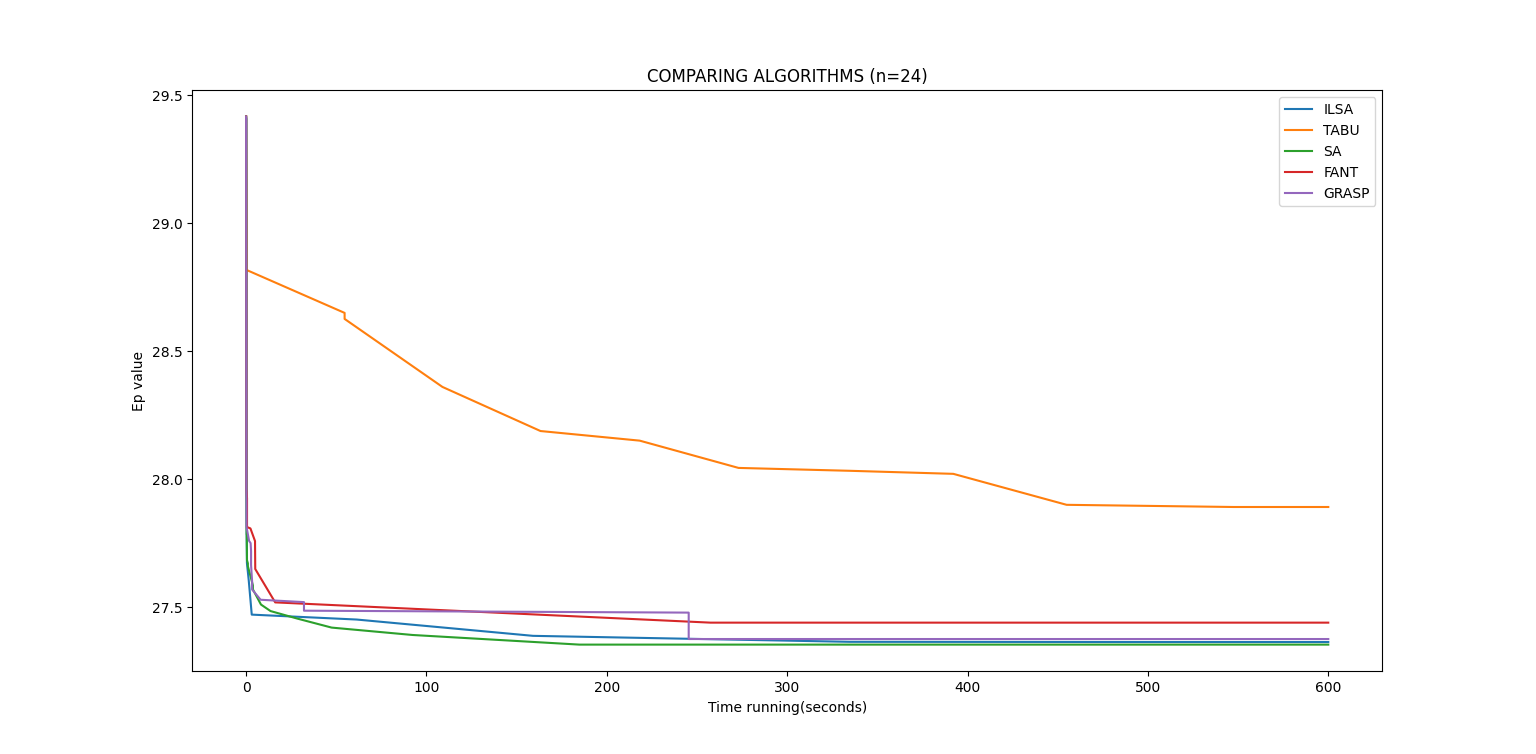 COMPARING ALGORITHMS (n=24)
29.5
29.0
28.5
28.0
27.5
Ep value
ILSA
TABU
SA
FANT
GRASP
0 100 200 300 400 500 600
Time running(seconds)